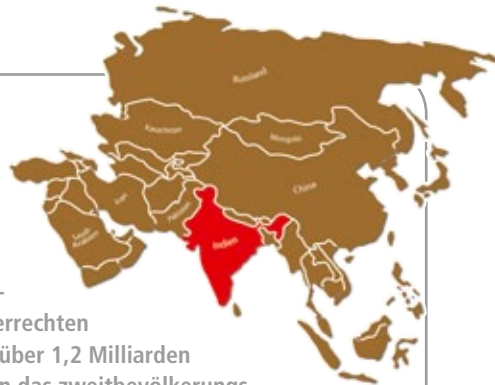 Russland
Kasachstan
Mongolei
China
Iran
Pakistan
Saudi-
Arabien
Indien
errechten
über 1,2 Milliarden
n das zweitbevölkerungs-